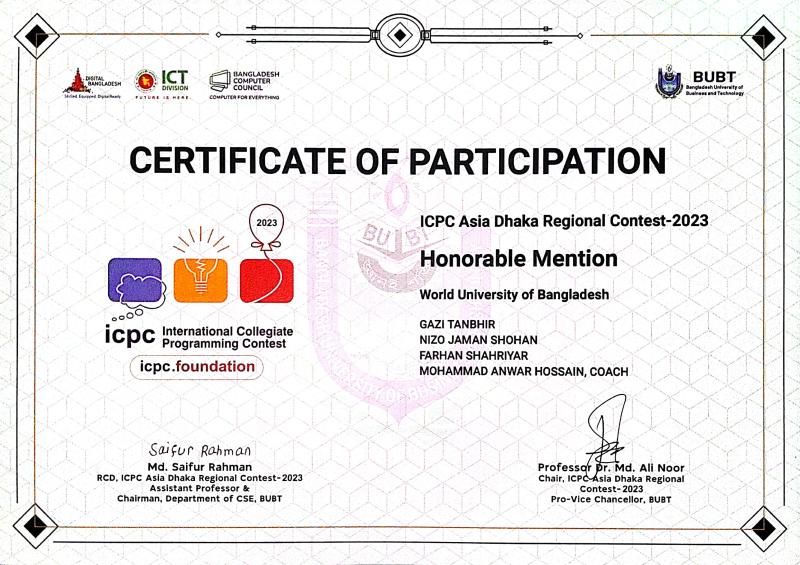 DIGITAL
BANGLADESH
Skilled Equipped DigitalReady
ICT
DIVISION
FUTURE IS HERE
BANGLADESH
COMPUTER
COUNCIL
COMPUTER FOR EVERYTHING
BUBT
Bangladesh University of
Business and Technology
CERTIFICATE OF PARTICIPATION
2023
icpc International Collegiate
Programming Contest
icpc.foundation
BUBT
ICPC Asia Dhaka Regional Contest-2023
Honorable Mention
World University of Bangladesh
GAZI TANBHIR
NIZO JAMAN SHOHAN
FARHAN SHAHRIYAR
MOHAMMAD ANWAR HOSSAIN, COACH
Saifur Rahman
Md. Saifur Rahman
RCD, ICPC Asia Dhaka Regional Contest-2023
Assistant Professor &
Chairman, Department of CSE, BUBT
Professor Dr. Md. Ali Noor
Chair, ICPC Asia Dhaka Regional
Contest-2023
Pro-Vice Chancellor, BUBT